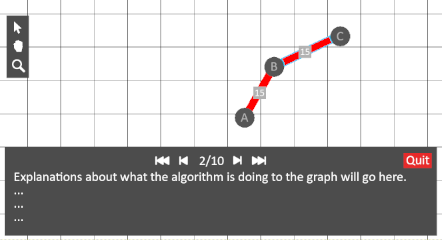 C
15
B
15
A
2/10
Quit
Explanations about what the algorithm is doing to the graph will go here.
...
...
...